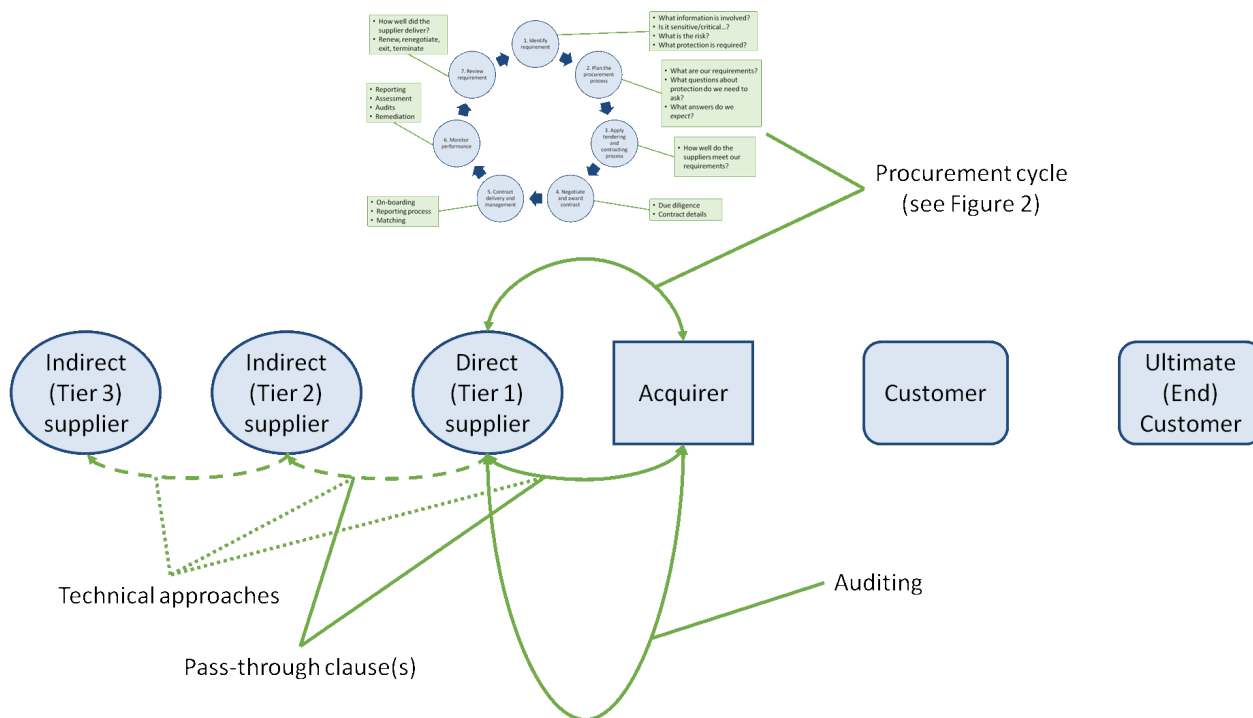 • How well did the
supplier deliver?
• Renew, renegotiate,
exit, terminate
1. Identify
requirement
• What information is involved?
• Is it sensitive/critical…?
• What is the risk?
• What protection is required?
7. Review
requirement
2. Plan the
procurement
process
• What are our requirements?
• What questions about
protection do we need to
ask?
• What answers do we
expect?
• Reporting
• Assessment
• Audits
• Remediation
6. Monitor
performance
3. Apply
tendering
and
contracting
process
• How well do the
suppliers meet our
requirements?
5. Contract
delivery and
management
4. Negotiate
and award
contract
• On-boarding
• Reporting process
• Matching
• Due diligence
• Contract details
Procurement cycle
(see Figure 2)
Indirect
(Tier 3)
supplier
Indirect
(Tier 2)
supplier
Direct
(Tier 1)
supplier
Acquirer
Customer
Ultimate
(End)
Customer
Technical approaches
Auditing
Pass-through clause(s)